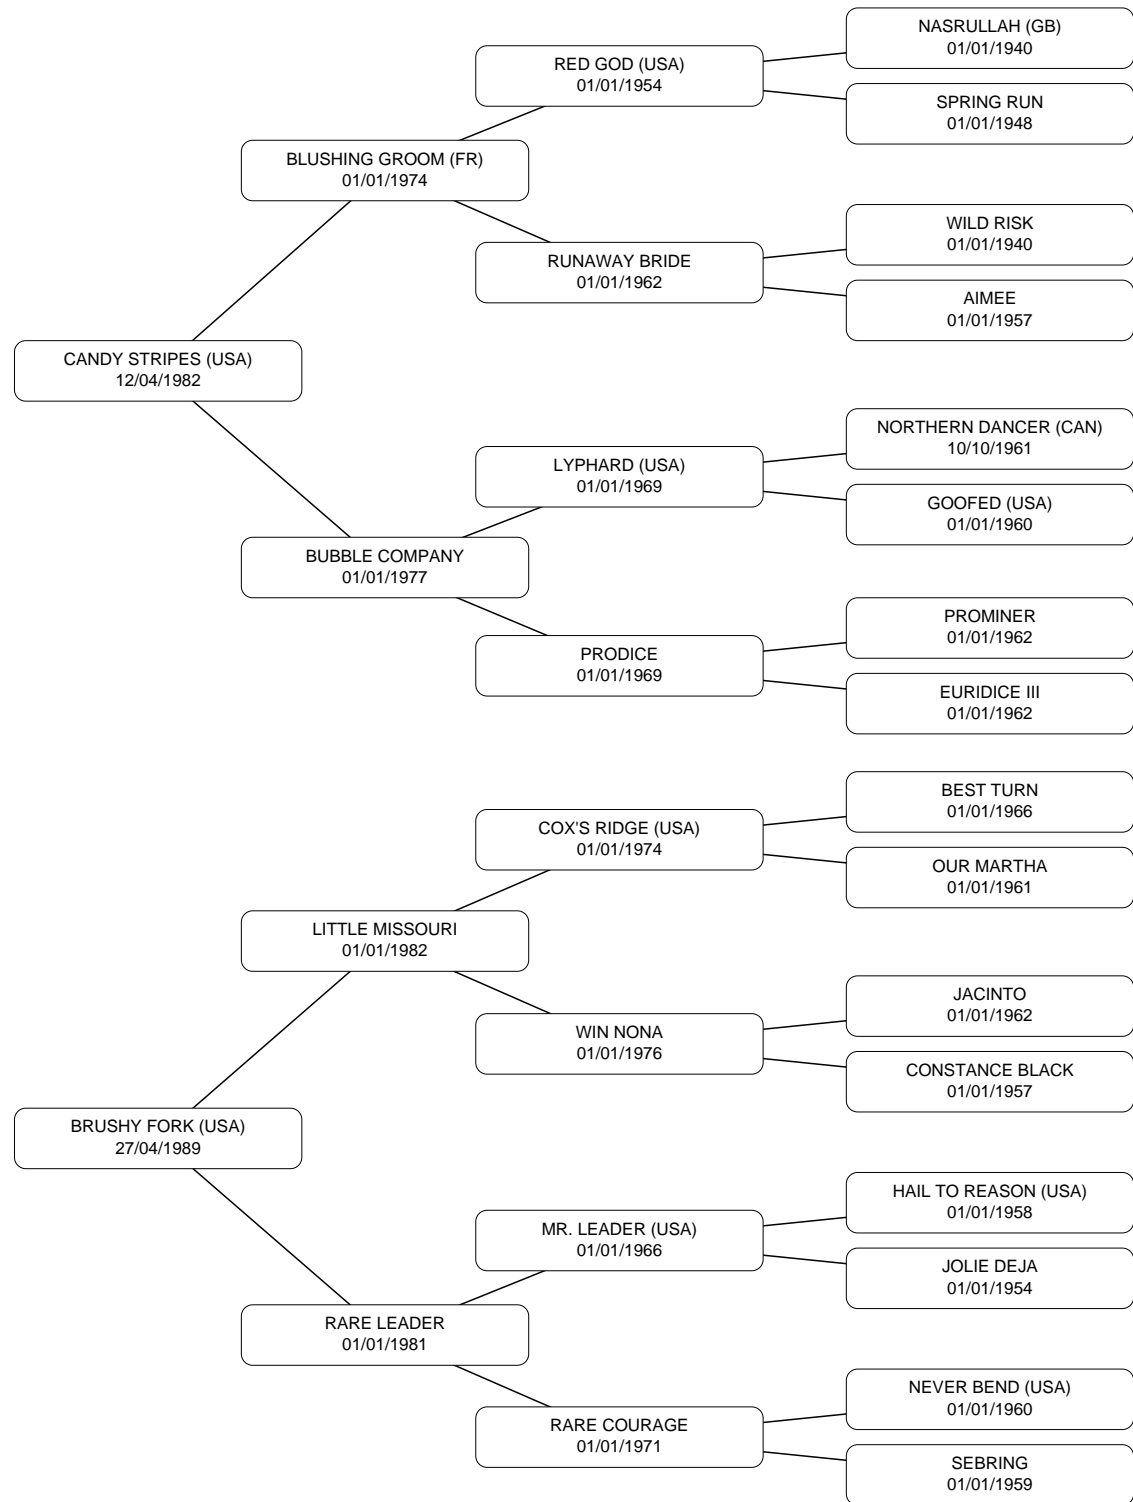 NASRULLAH (GB)
01/01/1940
RED GOD (USA)
01/01/1954
SPRING RUN
01/01/1948
BLUSHING GROOM (FR)
01/01/1974
WILD RISK
01/01/1940
RUNAWAY BRIDE
01/01/1962
AIMEE
01/01/1957
CANDY STRIPES (USA)
12/04/1982
NORTHERN DANCER (CAN)
10/10/1961
LYPHARD (USA)
01/01/1969
GOOFED (USA)
01/01/1960
BUBBLE COMPANY
01/01/1977
PROMINER
01/01/1962
PRODICE
01/01/1969
EURIDICE III
01/01/1962
BEST TURN
01/01/1966
COX'S RIDGE (USA)
01/01/1974
OUR MARTHA
01/01/1961
LITTLE MISSOURI
01/01/1982
JACINTO
01/01/1962
WIN NONA
01/01/1976
CONSTANCE BLACK
01/01/1957
BRUSHY FORK (USA)
27/04/1989
HAIL TO REASON (USA)
01/01/1958
MR. LEADER (USA)
01/01/1966
JOLIE DEJA
01/01/1954
RARE LEADER
01/01/1981
NEVER BEND (USA)
01/01/1960
RARE COURAGE
01/01/1971
SEBRING
01/01/1959